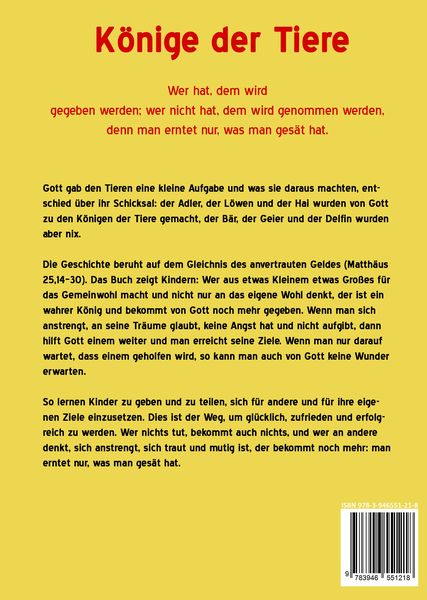 Könige der Tiere
Wer hat, dem wird
gegeben werden; wer nicht hat, dem wird genommen werden,
denn man erntet nur, was man gesät hat.
Gott gab den Tieren eine kleine Aufgabe und was sie daraus machten, ent-
schied über ihr Schicksal: der Adler, der Löwen und der Hai wurden von Gott
zu den Königen der Tiere gemacht, der Bär, der Geier und der Delfin wurden
aber nix.
Die Geschichte beruht auf dem Gleichnis des anvertrauten Geldes (Matthäus
25,14–30). Das Buch zeigt Kindern: Wer aus etwas Kleinem etwas Großes für
das Gemeinwohl macht und nicht nur an das eigene Wohl denkt, der ist ein
wahrer König und bekommt von Gott noch mehr gegeben. Wenn man sich
anstrengt, an seine Träume glaubt, keine Angst hat und nicht aufgibt, dann
hilft Gott einem weiter und man erreicht seine Ziele. Wenn man nur darauf
wartet, dass einem geholfen wird, so kann man auch von Gott keine Wunder
erwarten.
So lernen Kinder zu geben und zu teilen, sich für andere und für ihre eige-
nen Ziele einzusetzen. Dies ist der Weg, um glücklich, zufrieden und erfolg-
reich zu werden. Wer nichts tut, bekommt auch nichts, und wer an andere
denkt, sich anstrengt, sich traut und mutig ist, der bekommt noch mehr: man
erntet nur, was man gesät hat.
ISBN 978-3-946551-21-8
9 783946 551218